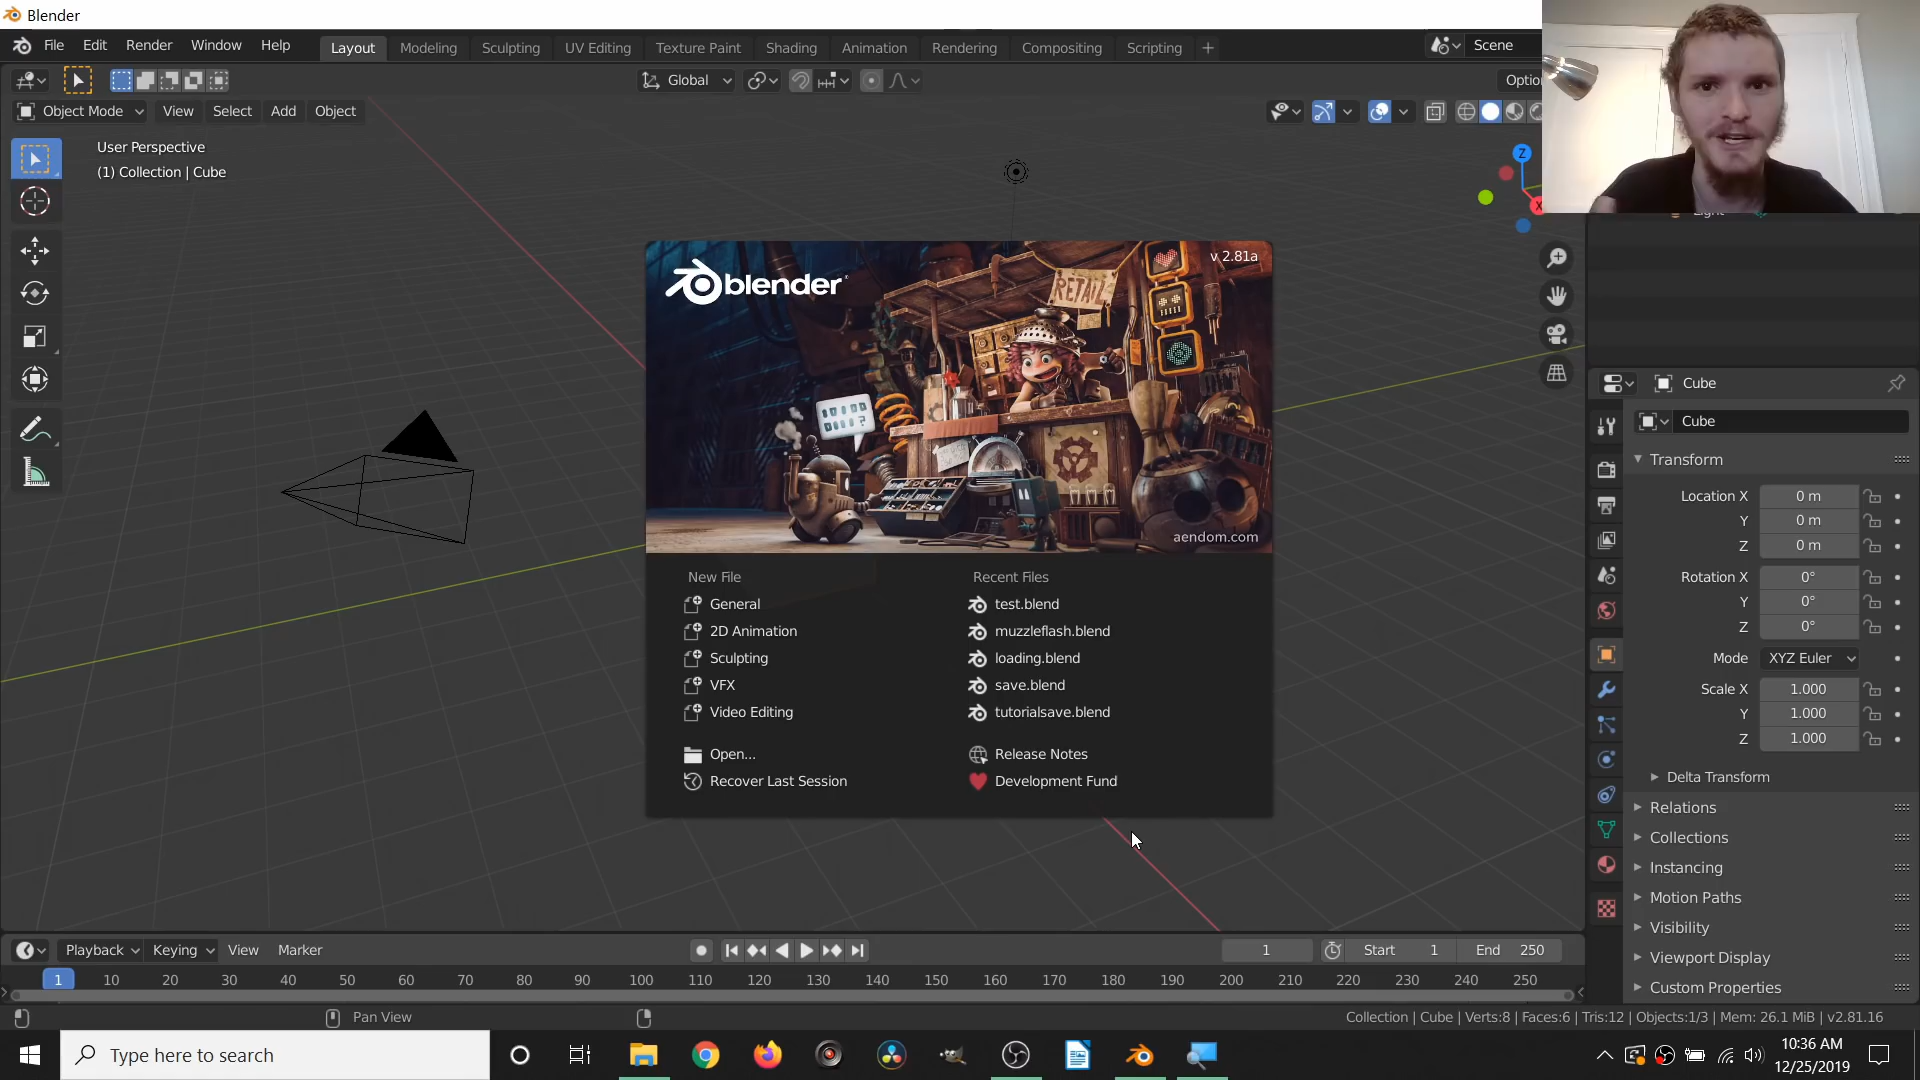 Blender
File Edit Render Window Help Layout Modeling Sculpting UV Editing Texture Paint Shading Animation Rendering Compositing Scripting + Scene
Global Optio
Object Mode View Select Add Object
User Perspective
(1) Collection | Cube
Z
X
blender
v 2.81a
RETAIL
aendom.com
New File
General
2D Animation
Sculpting
VFX
Video Editing
Open...
Recover Last Session
Recent Files
test.blend
muzzleflash.blend
loading.blend
save.blend
tutorialsave.blend
Release Notes
Development Fund
Light
Cube
Cube
Transform
Location X 0 m
Y 0 m
Z 0 m
Rotation X 0°
Y 0°
Z 0°
Mode XYZ Euler
Scale X 1.000
Y 1.000
Z 1.000
Delta Transform
Relations
Collections
Instancing
Motion Paths
Visibility
Viewport Display
Custom Properties
Playback Keying View Marker 1 Start 1 End 250
1 10 20 30 40 50 60 70 80 90 100 110 120 130 140 150 160 170 180 190 200 210 220 230 240 250
Pan View
Collection | Cube | Verts:8 | Faces:6 | Tris:12 | Objects:1/3 | Mem: 26.1 MiB | v2.81.16
Type here to search
10:36 AM
12/25/2019